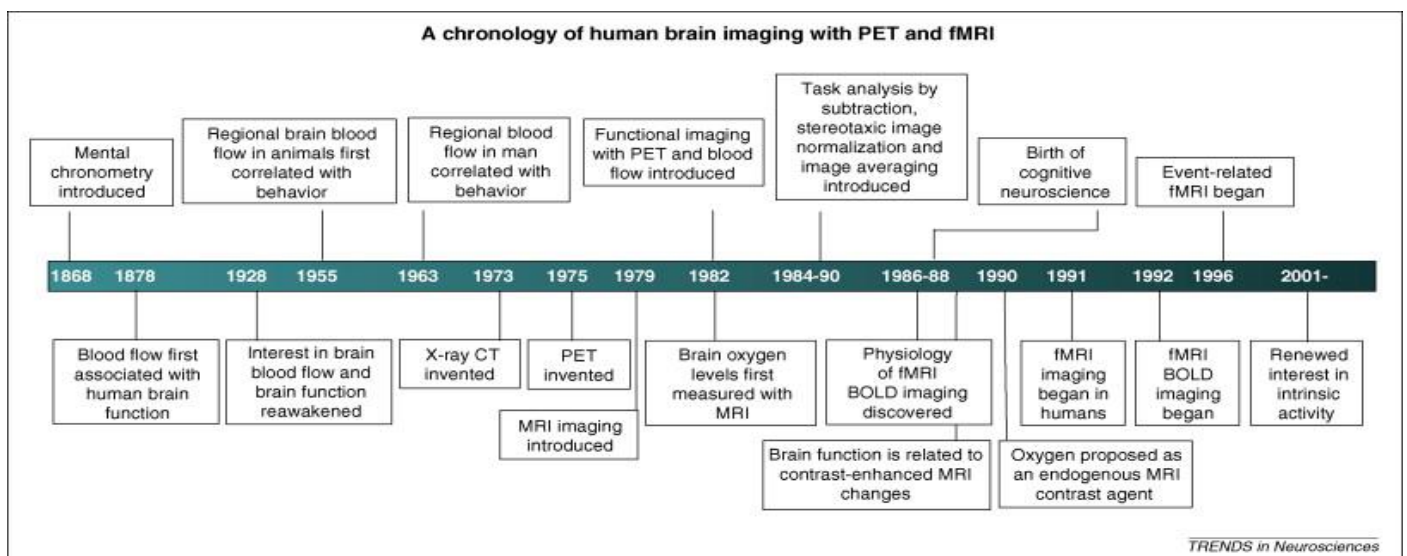 A chronology of human brain imaging with PET and fMRI
Mental
chronometry
introduced
Regional brain blood
flow in animals first
correlated with
behavior
Regional blood
flow in man
correlated with
behavior
Functional imaging
with PET and blood
flow introduced
Task analysis by
subtraction,
stereotaxic image
normalization and
image averaging
introduced
Birth of
cognitive
neuroscience
Event-related
fMRI began
1868 1878 1928 1955 1963 1973 1975 1979 1982 1984-90 1986-88 1990 1991 1992 1996 2001-
Blood flow first
associated with
human brain
function
Interest in brain
blood flow and
brain function
reawakened
X-ray CT
invented
PET
invented
MRI imaging
introduced
Brain oxygen
levels first
measured with
MRI
Physiology
of fMRI
BOLD imaging
discovered
Brain function is related to
contrast-enhanced MRI
changes
Oxygen proposed as
an endogenous MRI
contrast agent
fMRI
imaging
began in
humans
fMRI
BOLD
imaging
began
Renewed
interest in
intrinsic
activity
TRENDS in Neurosciences